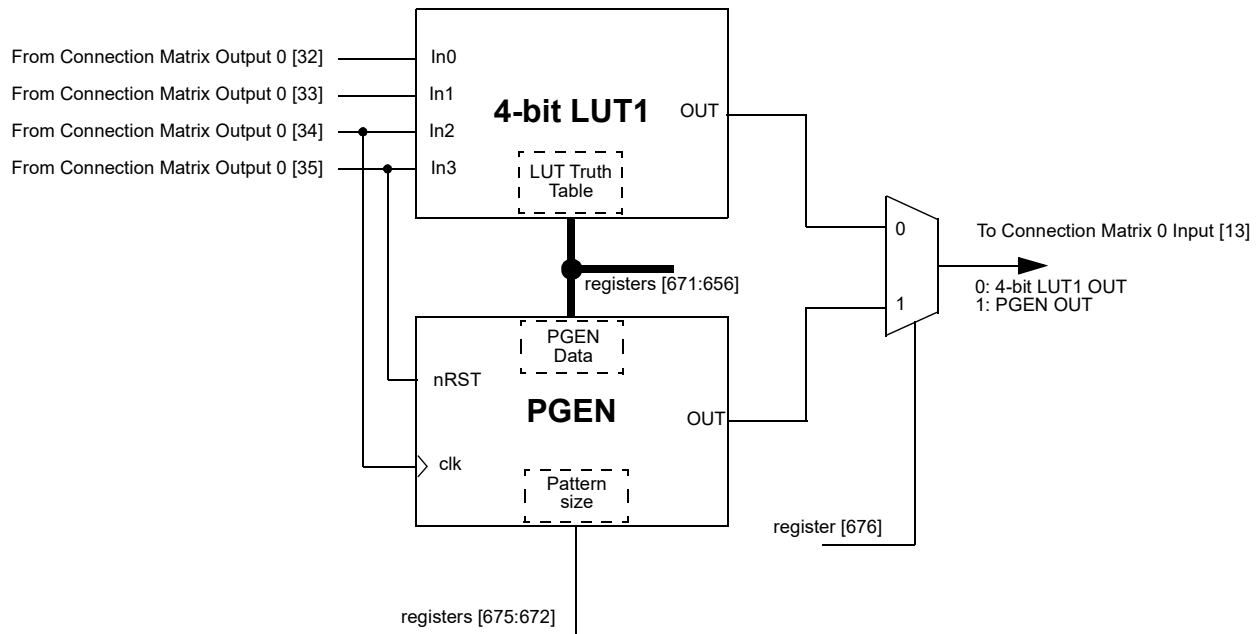 From Connection Matrix Output 0 [32]
From Connection Matrix Output 0 [33]
From Connection Matrix Output 0 [34]
From Connection Matrix Output 0 [35]
In0
In1
In2
In3
4-bit LUT1
OUT
LUT Truth
Table
registers [671:656]
PGEN
Data
nRST
PGEN
OUT
clk
Pattern
size
registers [675:672]
register [676]
0
1
To Connection Matrix 0 Input [13]
0: 4-bit LUT1 OUT
1: PGEN OUT